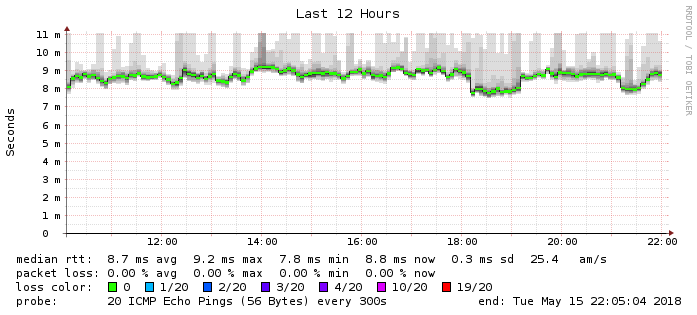 Last 12 Hours
RRDTOOL / TOBI OETIKER
Seconds
11 m
10 m
9 m
8 m
7 m
6 m
5 m
4 m
3 m
2 m
1 m
0
12:00 14:00 16:00 18:00 20:00 22:00
median rtt: 8.7 ms avg 9.2 ms max 7.8 ms min 8.8 ms now 0.3 ms sd 25.4 am/s
packet loss: 0.00 % avg 0.00 % max 0.00 % min 0.00 % now
loss color: 0 1/20 2/20 3/20 4/20 10/20 19/20
probe: 20 ICMP Echo Pings (56 Bytes) every 300s end: Tue May 15 22:05:04 2018